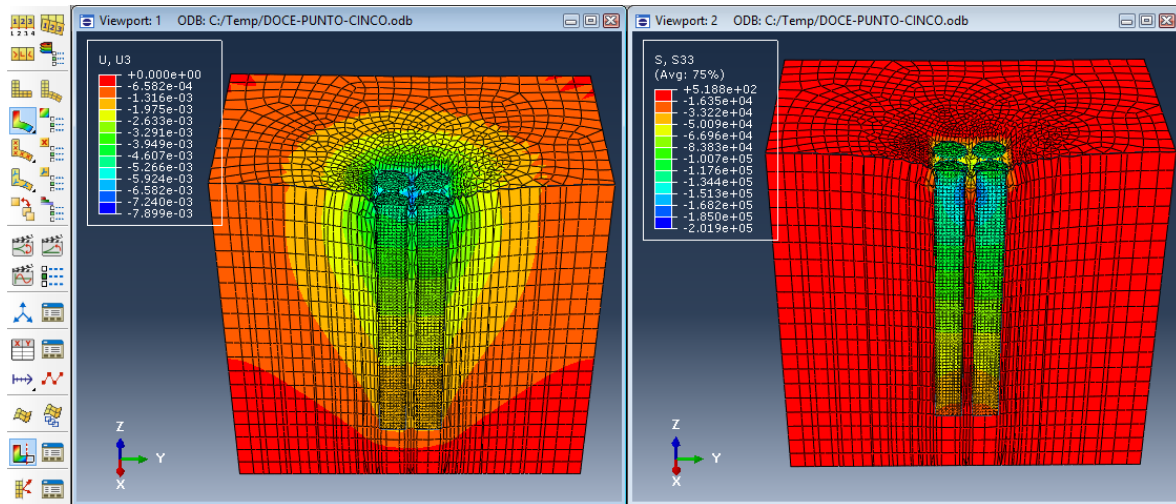 Viewport: 1 ODB: C:/Temp/DOCE-PUNTO-CINCO.odb
U, U3
+0.000e+00
-6.582e-04
-1.316e-03
-1.975e-03
-2.633e-03
-3.291e-03
-3.949e-03
-4.607e-03
-5.266e-03
-5.924e-03
-6.582e-03
-7.240e-03
-7.899e-03
Z
Y
X
Viewport: 2 ODB: C:/Temp/DOCE-PUNTO-CINCO.odb
S, S33
(Avg: 75%)
+5.188e+02
-1.635e+04
-3.322e+04
-5.009e+04
-6.696e+04
-8.383e+04
-1.007e+05
-1.176e+05
-1.344e+05
-1.513e+05
-1.682e+05
-1.850e+05
-2.019e+05
Z
Y
X